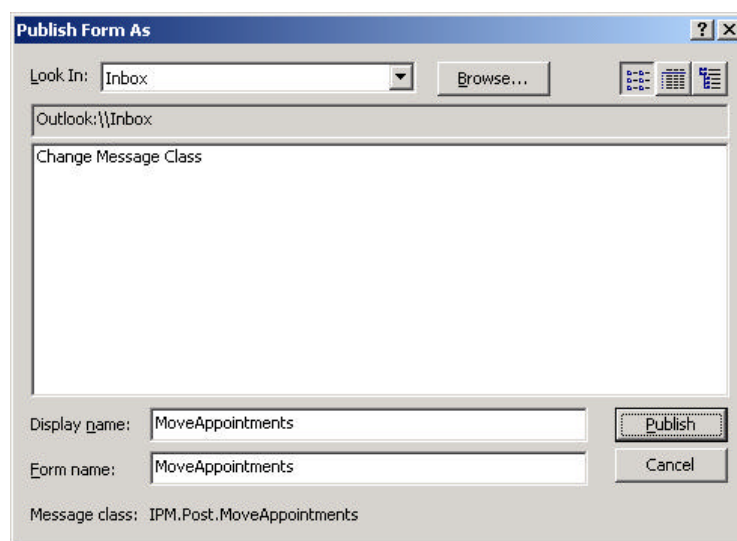 Publish Form As
Look In: Inbox Browse...
Outlook:\\Inbox
Change Message Class
Display name: MoveAppointments Publish
Form name: MoveAppointments Cancel
Message class: IPM.Post.MoveAppointments